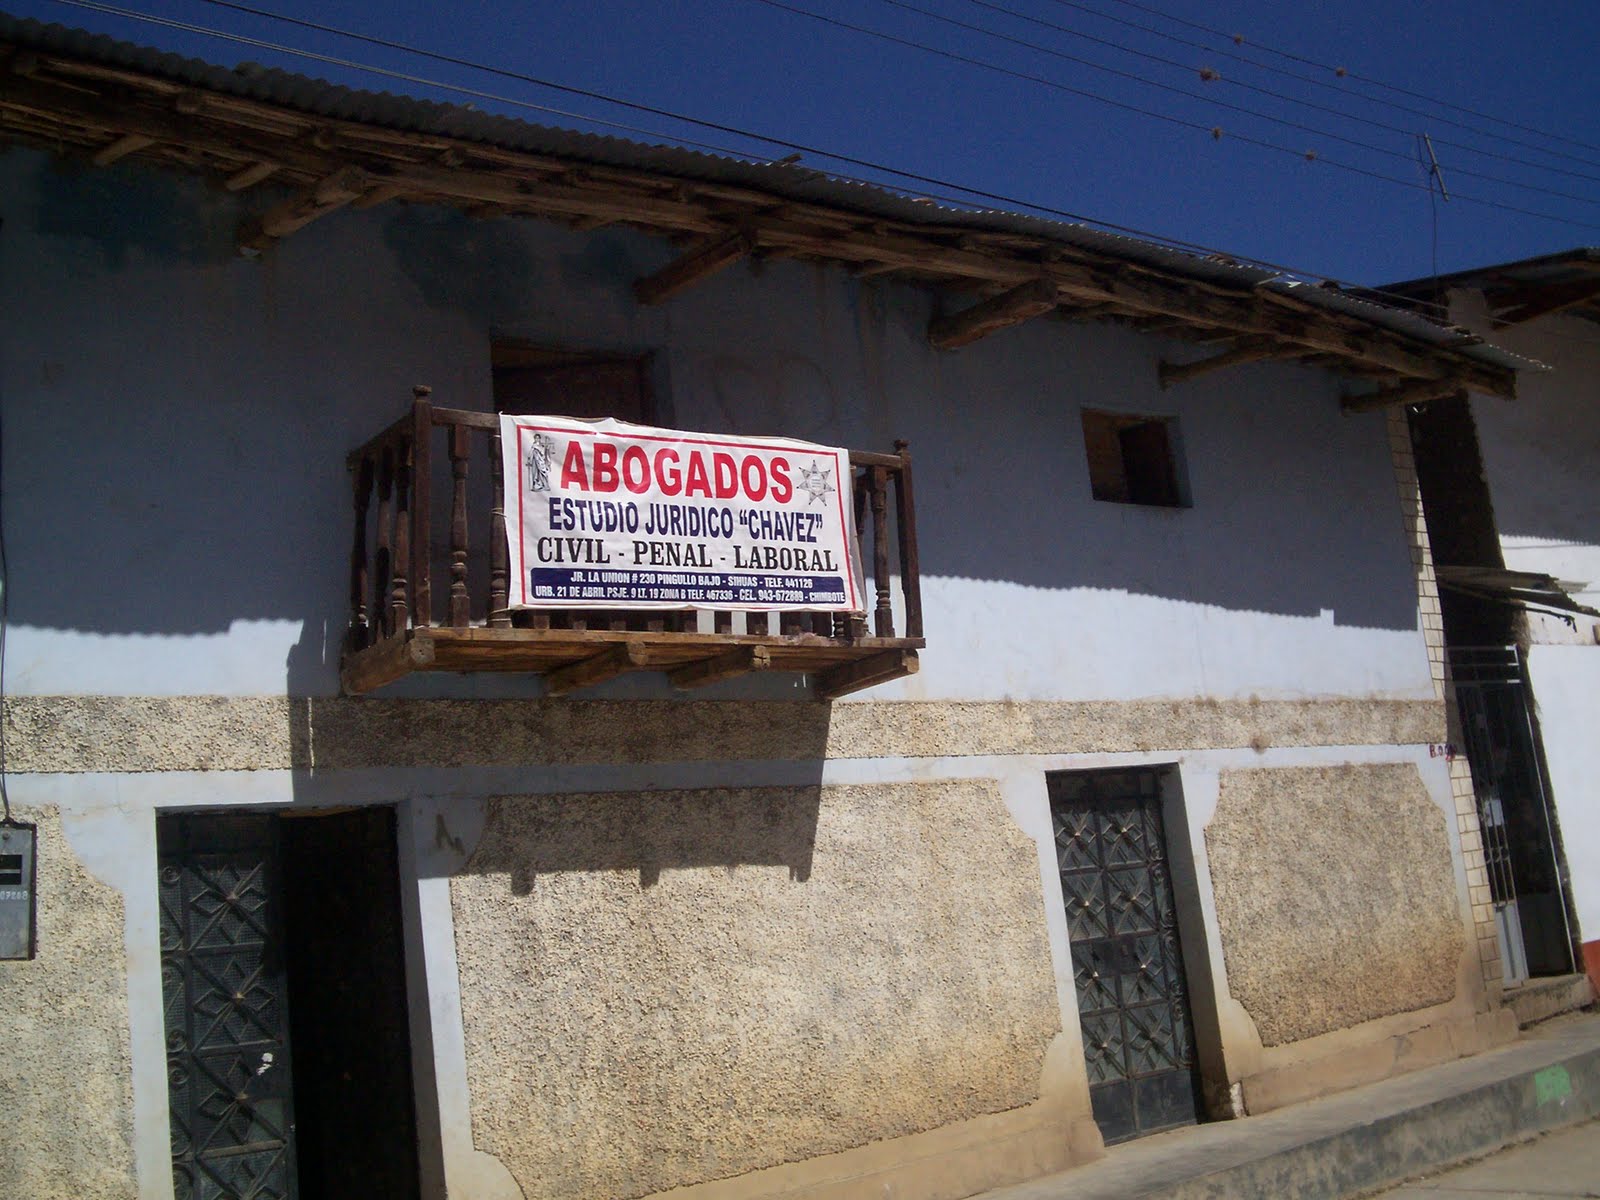 ABOGADOS
ESTUDIO JURIDICO "CHAVEZ"
CIVIL - PENAL - LABORAL
JR. LA UNION # 230 PINGULLO BAJO - SIHUAS - TELF. 441126
URB. 21 DE ABRIL PSJE. 9 LT. 19 ZONA B TELF. 467336 - CEL. 943-672889 - CHIMBOTE